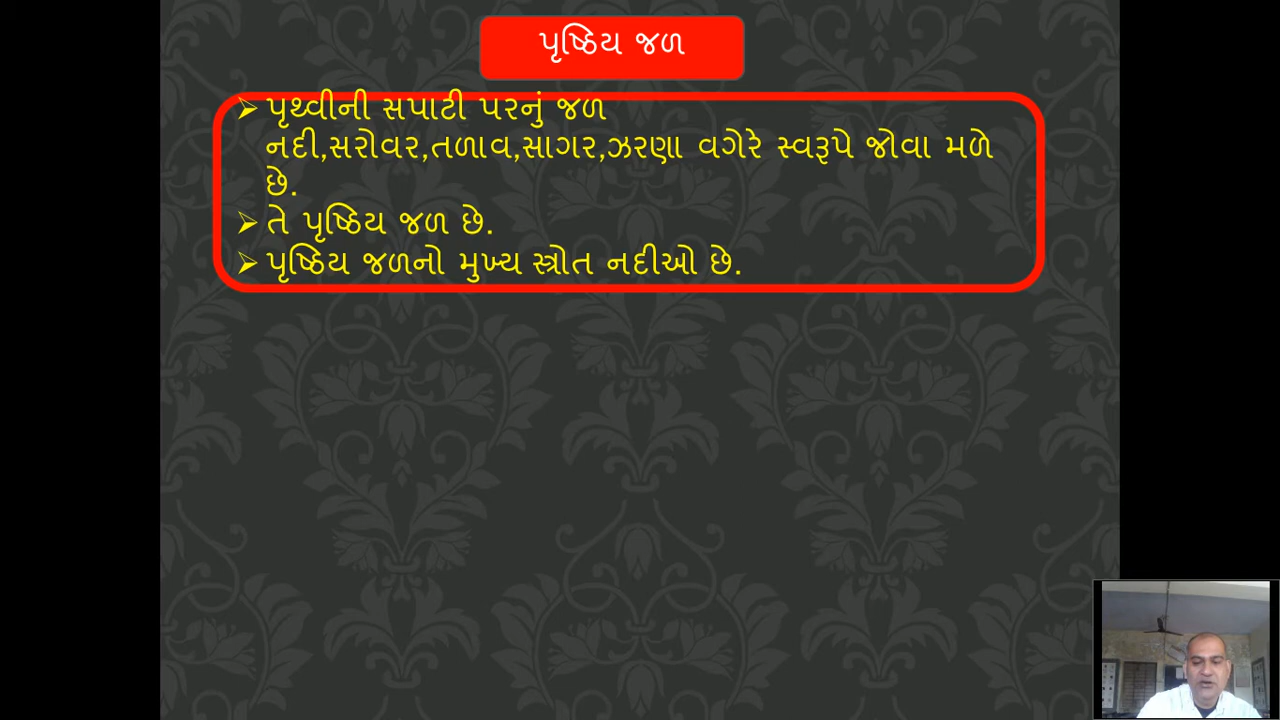 પૃષ્ઠિય જળ
➢ પૃથ્વીની સપાટી પરનું જળ
નદી,સરોવર,તળાવ,સાગર,ઝરણા વગેરે સ્વરૂપે જોવા મળે
છે.
➢ તે પૃષ્ઠિય જળ છે.
➢ પૃષ્ઠિય જળનો મુખ્ય સ્ત્રોત નદીઓ છે.